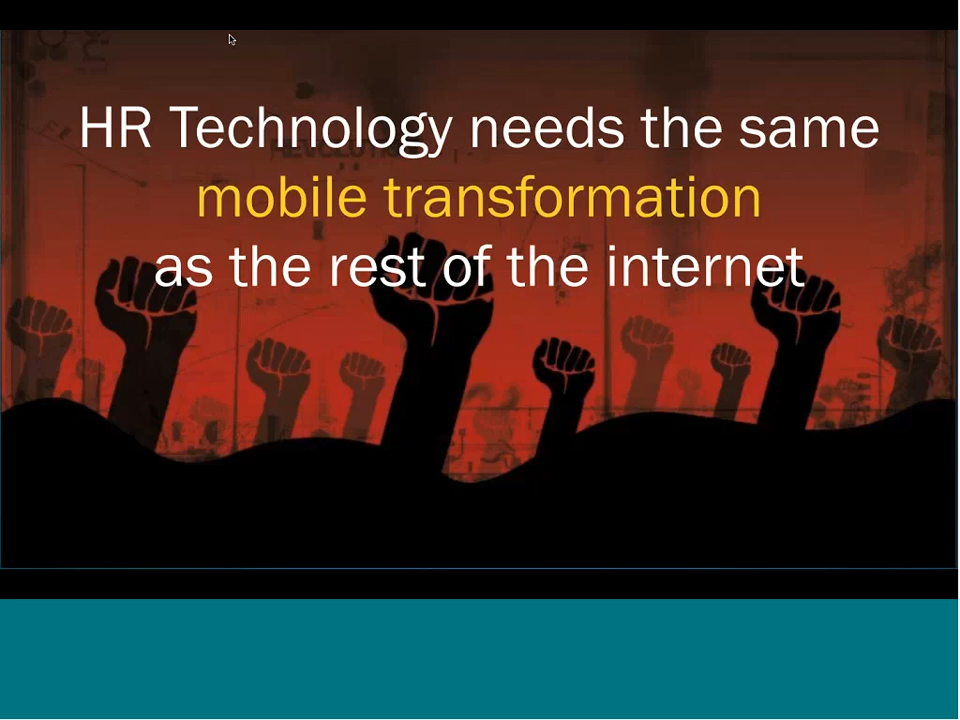 HR Technology needs the same
mobile transformation
as the rest of the internet